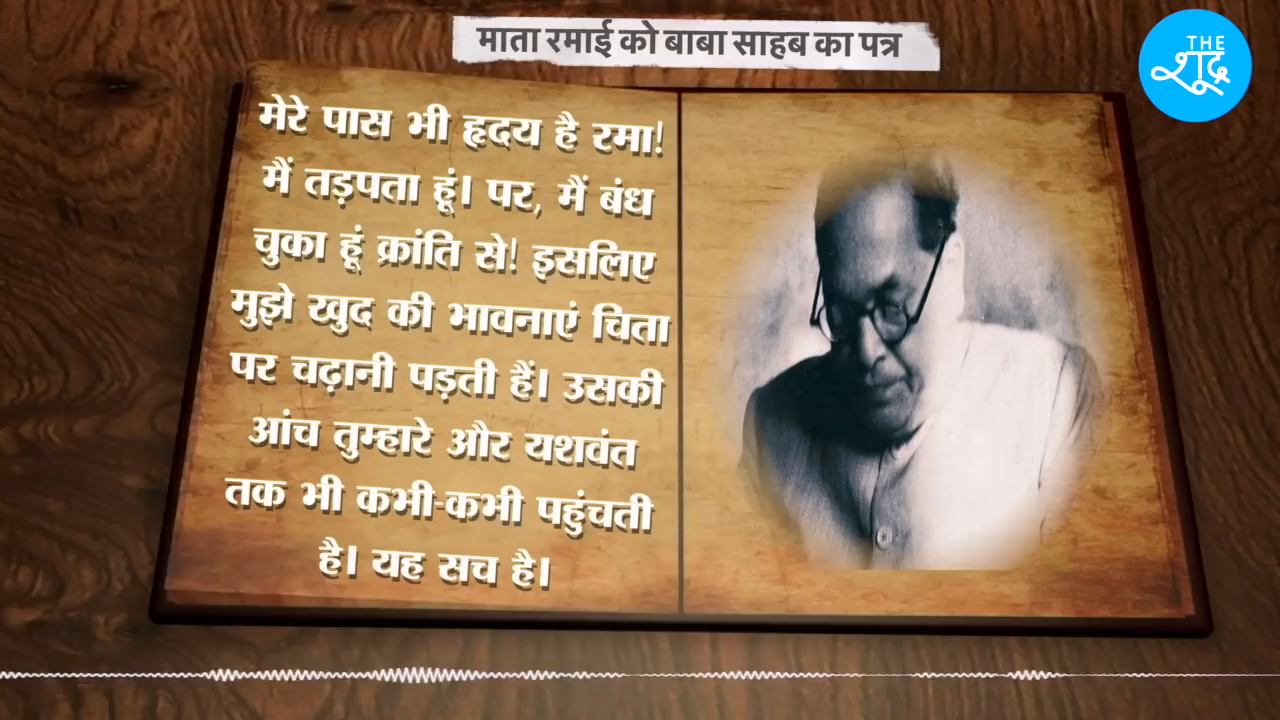 माता रमाई को बाबा साहब का पत्र
THE
शूद्र
मेरे पास भी हृदय है रमा!
मैं तड़पता हूं। पर, मैं बंध
चुका हूं क्रांति से! इसलिए
मुझे खुद की भावनाएं चिता
पर चढ़ानी पड़ती हैं। उसकी
आंच तुम्हारे और यशवंत
तक भी कभी-कभी पहुंचती
है। यह सच है।